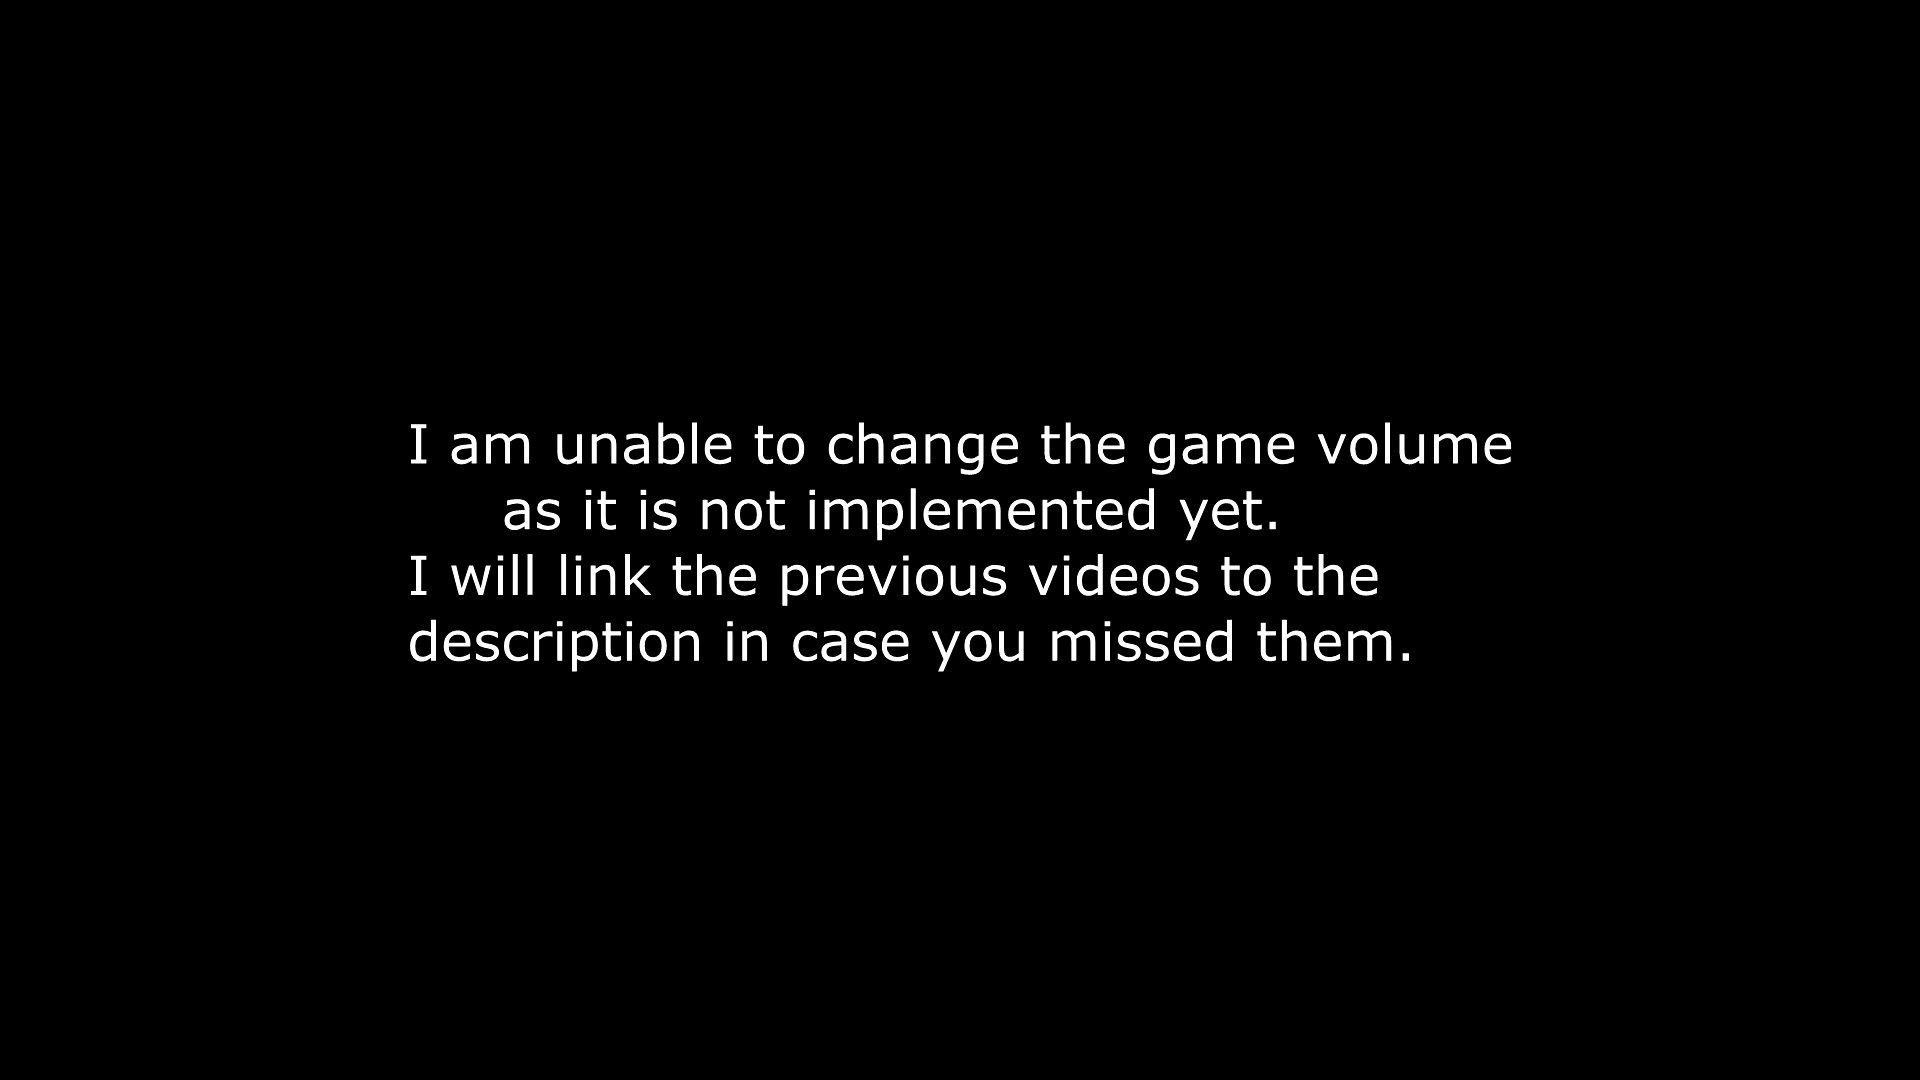 I am unable to change the game volume
as it is not implemented yet.
I will link the previous videos to the
description in case you missed them.